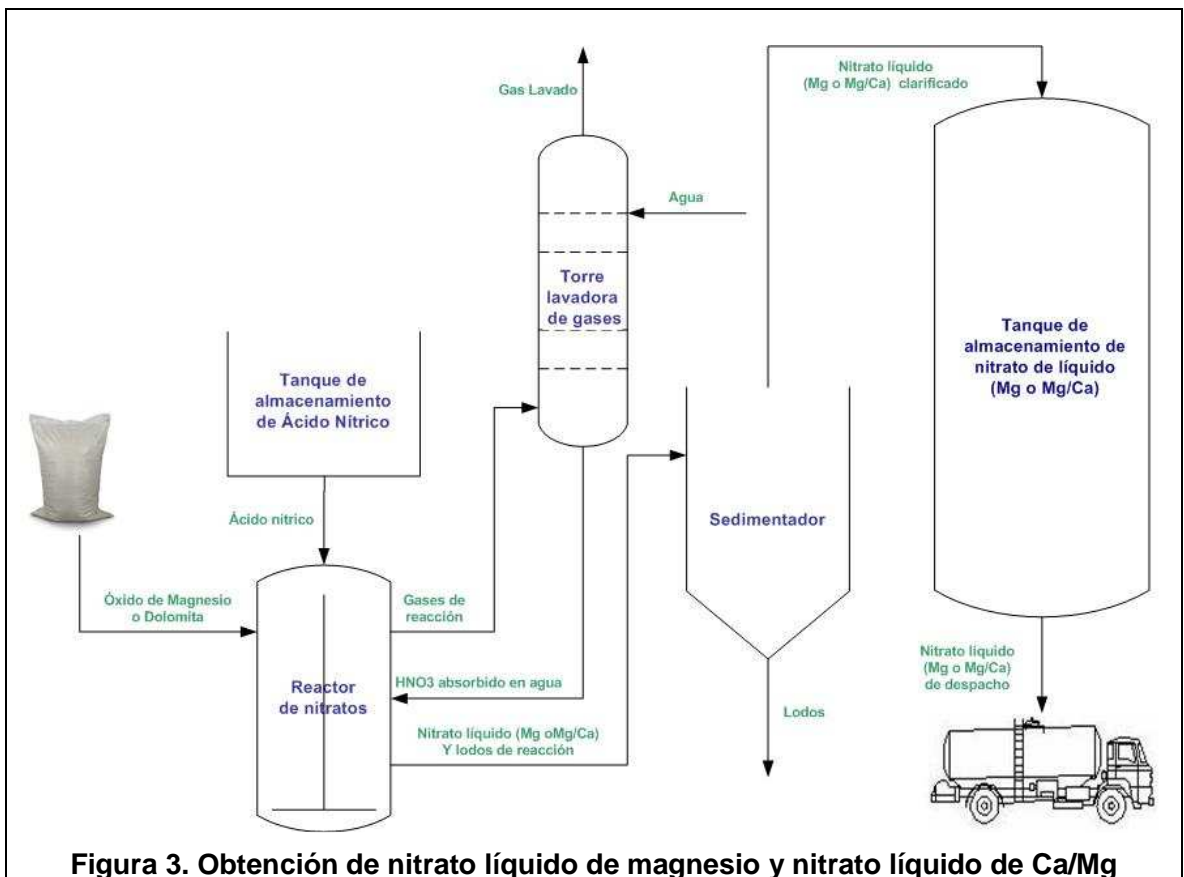 Nitrato líquido
(Mg o Mg/Ca) clarificado
Gas Lavado
Agua
Torre
lavadora
de gases
Tanque de
almacenamiento de
nitrato de líquido
(Mg o Mg/Ca)
Tanque de
almacenamiento
de Ácido Nítrico
Sedimentador
Ácido nítrico
Óxido de Magnesio
o Dolomita
Gases de
reacción
Nitrato líquido
(Mg o Mg/Ca)
de despacho
Reactor
de nitratos
HNO3 absorbido en agua
Lodos
Nitrato líquido (Mg oMg/Ca)
Y lodos de reacción
Figura 3. Obtención de nitrato líquido de magnesio y nitrato líquido de Ca/Mg